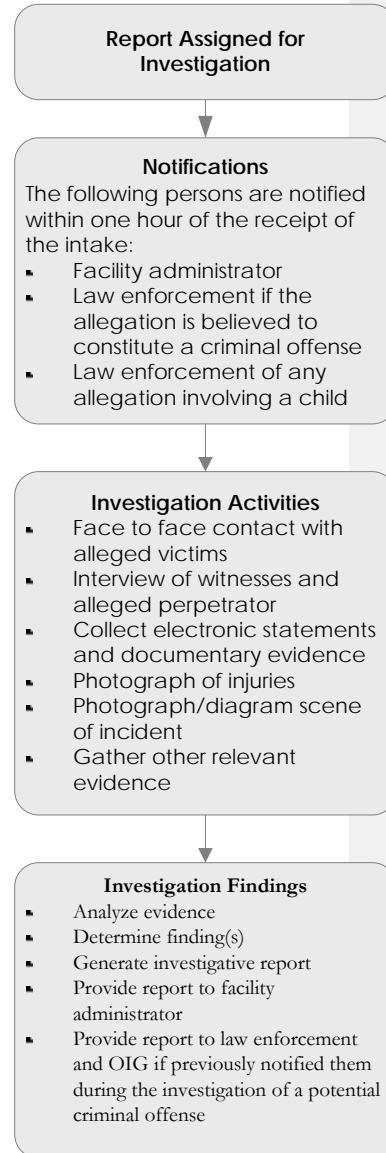 Report Assigned for
Investigation
Notifications
The following persons are notified
within one hour of the receipt of
the intake:
▪ Facility administrator
▪ Law enforcement if the
allegation is believed to
constitute a criminal offense
▪ Law enforcement of any
allegation involving a child
Investigation Activities
▪ Face to face contact with
alleged victims
▪ Interview of witnesses and
alleged perpetrator
▪ Collect electronic statements
and documentary evidence
▪ Photograph of injuries
▪ Photograph/diagram scene
of incident
▪ Gather other relevant
evidence
Investigation Findings
▪ Analyze evidence
▪ Determine finding(s)
▪ Generate investigative report
▪ Provide report to facility
administrator
▪ Provide report to law enforcement
and OIG if previously notified them
during the investigation of a potential
criminal offense